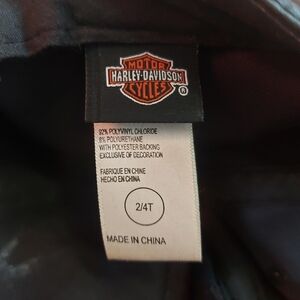 MOTOR
HARLEY-DAVIDSON
CYCLES
®
92% POLYVINYL CHLORIDE
8% POLYURETHANE
WITH POLYESTER BACKING
EXCLUSIVE OF DECORATION
FABRIQUE EN CHINE
HECHO EN CHINA
2/4T
MADE IN CHINA